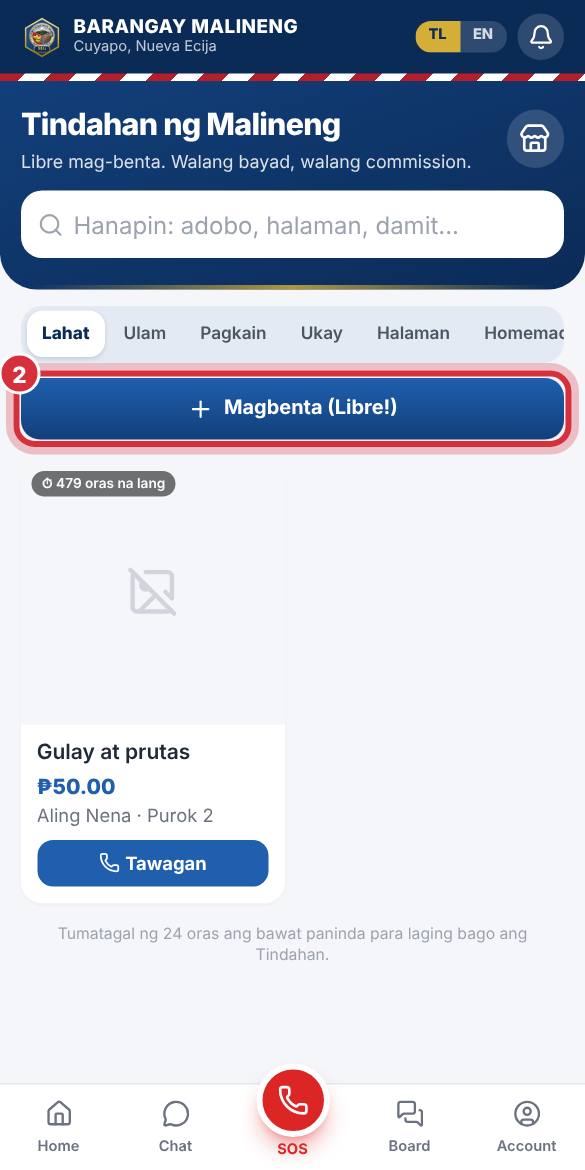 BARANGAY MALINENG
Cuyapo, Nueva Ecija
TL EN
Tindahan ng Malineng
Libre mag-benta. Walang bayad, walang commission.
Hanapin: adobo, halaman, damit...
Lahat Ulam Pagkain Ukay Halaman Homemac
2
+ Magbenta (Libre!)
479 oras na lang
Gulay at prutas
₱50.00
Aling Nena · Purok 2
Tawagan
Tumatagal ng 24 oras ang bawat paninda para laging bago ang
Tindahan.
Home Chat SOS Board Account